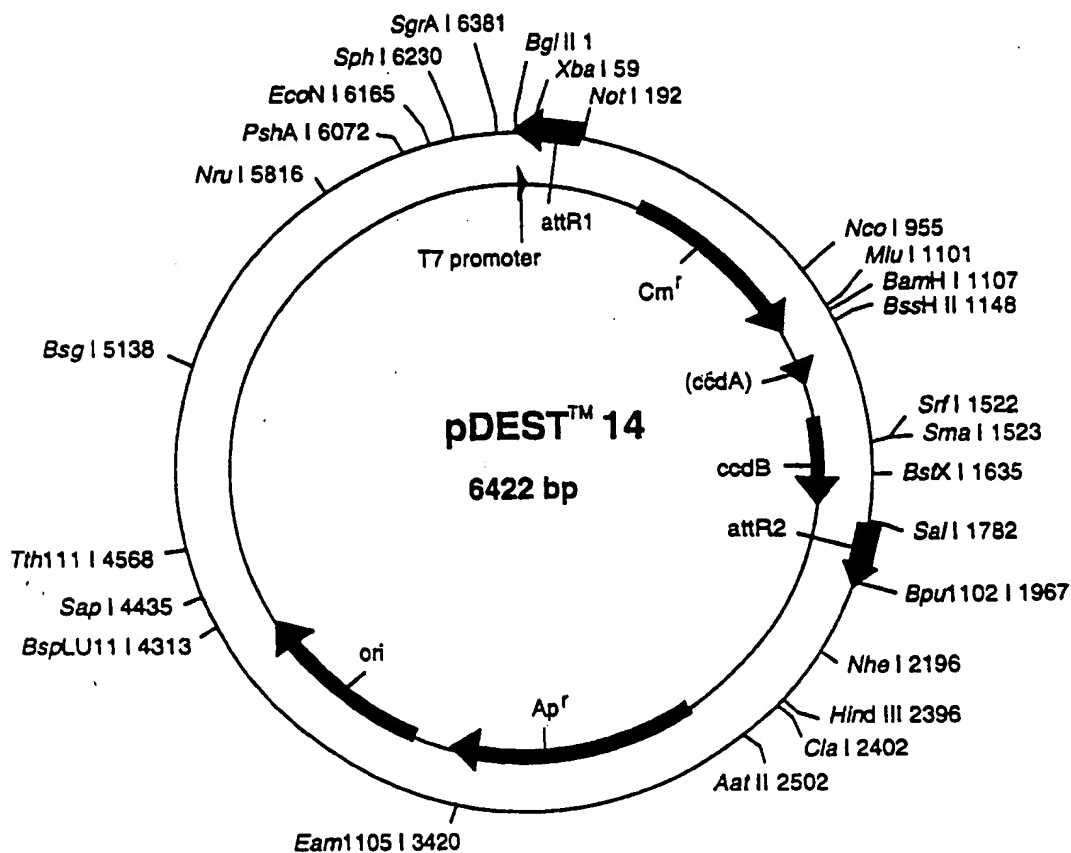 SgrA I 6381
Sph I 6230
EcoN I 6165
PshA I 6072
Nru I 5816
Bgl II 1
Xba I 59
Not I 192
attR1
T7 promoter
Cmʳ
Nco I 955
Mlu I 1101
BamH I 1107
BssH II 1148
(ccdA)
Bsg I 5138
pDEST™ 14
6422 bp
Srf I 1522
Sma I 1523
ccdB
BstX I 1635
attR2
Sal I 1782
Tth111 I 4568
Sap I 4435
BspLU11 I 4313
Bpu1102 I 1967
ori
Nhe I 2196
Apʳ
Hind III 2396
Cla I 2402
Aat II 2502
Eam1105 I 3420